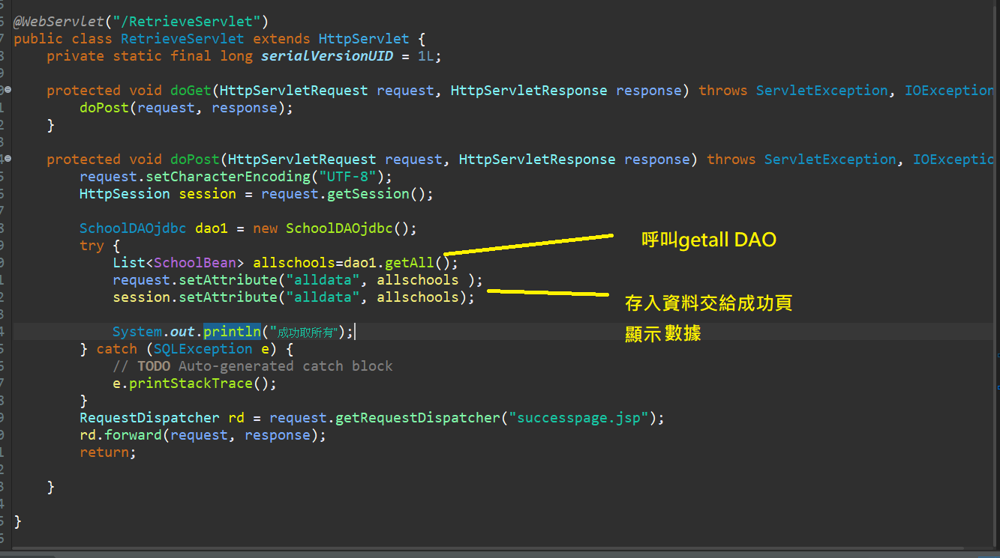 @WebServlet("/RetrieveServlet")
public class RetrieveServlet extends HttpServlet {
private static final long serialVersionUID = 1L;
protected void doGet(HttpServletRequest request, HttpServletResponse response) throws ServletException, IOException
doPost(request, response);
}
protected void doPost(HttpServletRequest request, HttpServletResponse response) throws ServletException, IOExceptio
request.setCharacterEncoding("UTF-8");
HttpSession session = request.getSession();
SchoolDAOjdbc dao1 = new SchoolDAOjdbc();
try {
呼叫getall DAO
List<SchoolBean> allschools=dao1.getAll();
request.setAttribute("alldata", allschools );
session.setAttribute("alldata", allschools);
存入資料交給成功頁
顯示數據
System.out.println("成功取所有");
} catch (SQLException e) {
// TODO Auto-generated catch block
e.printStackTrace();
}
RequestDispatcher rd = request.getRequestDispatcher("successpage.jsp");
rd.forward(request, response);
return;
}
}